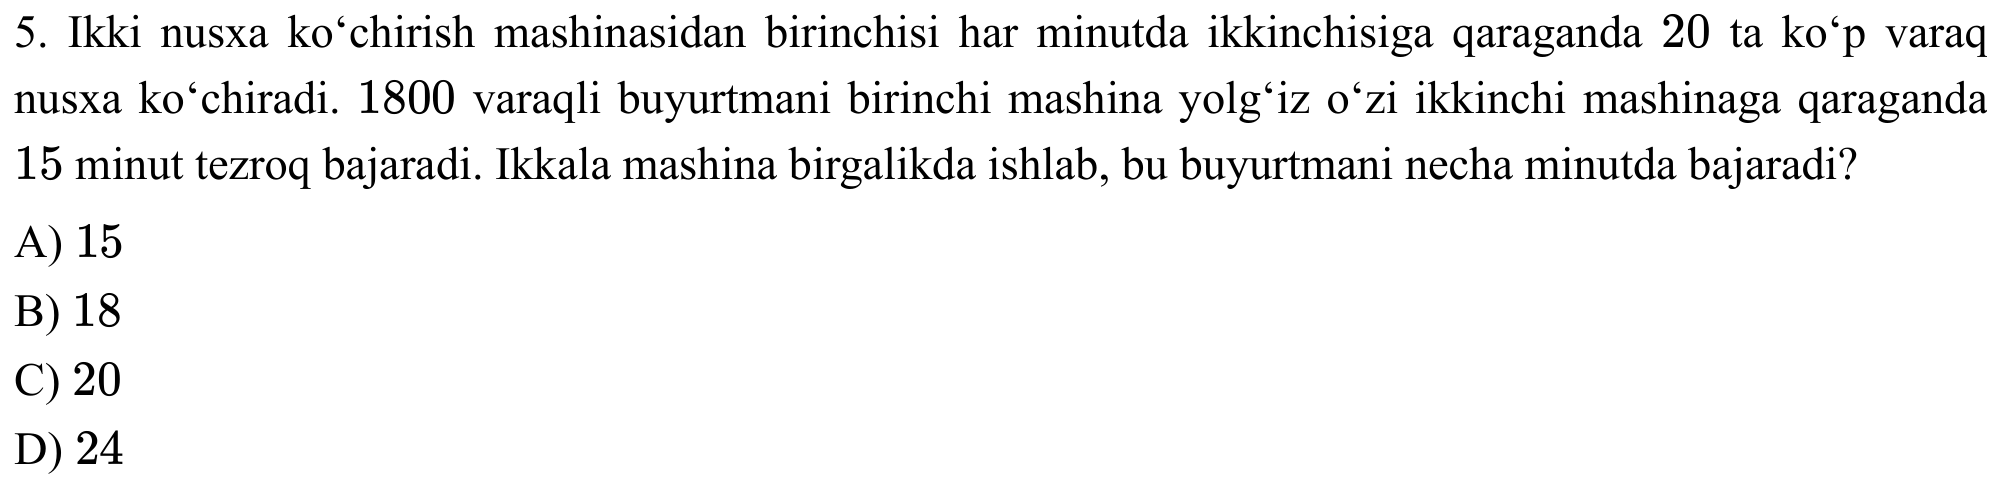 5. Ikki nusxa ko‘chirish mashinasidan birinchisi har minutda ikkinchisiga qaraganda 20 ta ko‘p varaq
nusxa ko‘chiradi. 1800 varaqli buyurtmani birinchi mashina yolg‘iz o‘zi ikkinchi mashinaga qaraganda
15 minut tezroq bajaradi. Ikkala mashina birgalikda ishlab, bu buyurtmani necha minutda bajaradi?
A) 15
B) 18
C) 20
D) 24